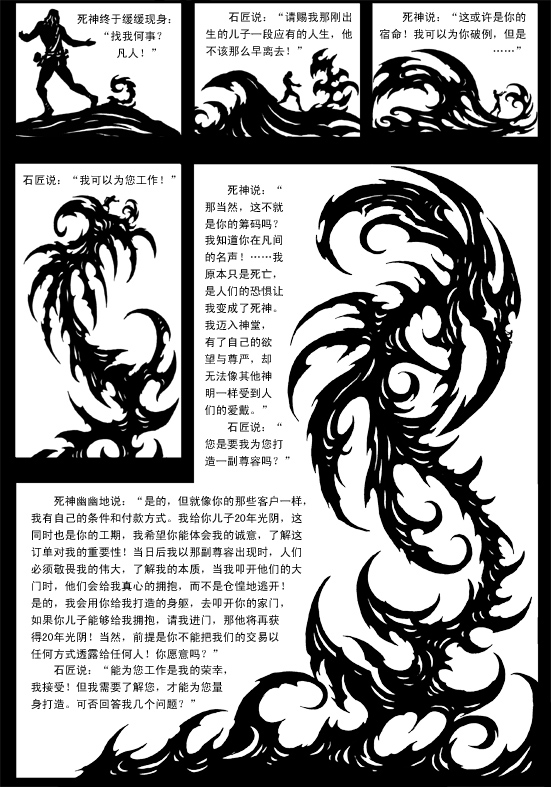 死神终于缓缓现身：
“找我何事？
凡人！”
石匠说：“请赐我那刚出
生的儿子一段应有的人生，他
不该那么早离去！”
死神说：“这或许是你的
宿命！我可以为你破例，但是
……”
石匠说：“我可以为您工作！”
死神说：“
那当然，这不就
是你的筹码吗？
我知道你在凡间
的名声！……我
原本只是死亡，
是人们的恐惧让
我变成了死神。
我迈入神堂，
有了自己的欲
望与尊严，却
无法像其他神
明一样受到人
们的爱戴。”
石匠说：“
您是要我为您打
造一副尊容吗？”
死神幽幽地说：“是的，但就像你的那些客户一样，
我有自己的条件和付款方式。我给你儿子20年光阴，这
同时也是你的工期，我希望你能体会我的诚意，了解这
订单对我的重要性！当日后我以那副尊容出现时，人们
必须敬畏我的伟大，了解我的本质，当我叩开他们的大
门时，他们会给我真心的拥抱，而不是仓惶地逃开！
是的，我会用你给我打造的身躯，去叩开你的家门，
如果你儿子能够给我拥抱，请我进门，那他将再获
得20年光阴！当然，前提是你不能把我们的交易以
任何方式透露给任何人！你愿意吗？”
石匠说：“能为您工作是我的荣幸，
我接受！但我需要了解您，才能为您量
身打造。可否回答我几个问题？”